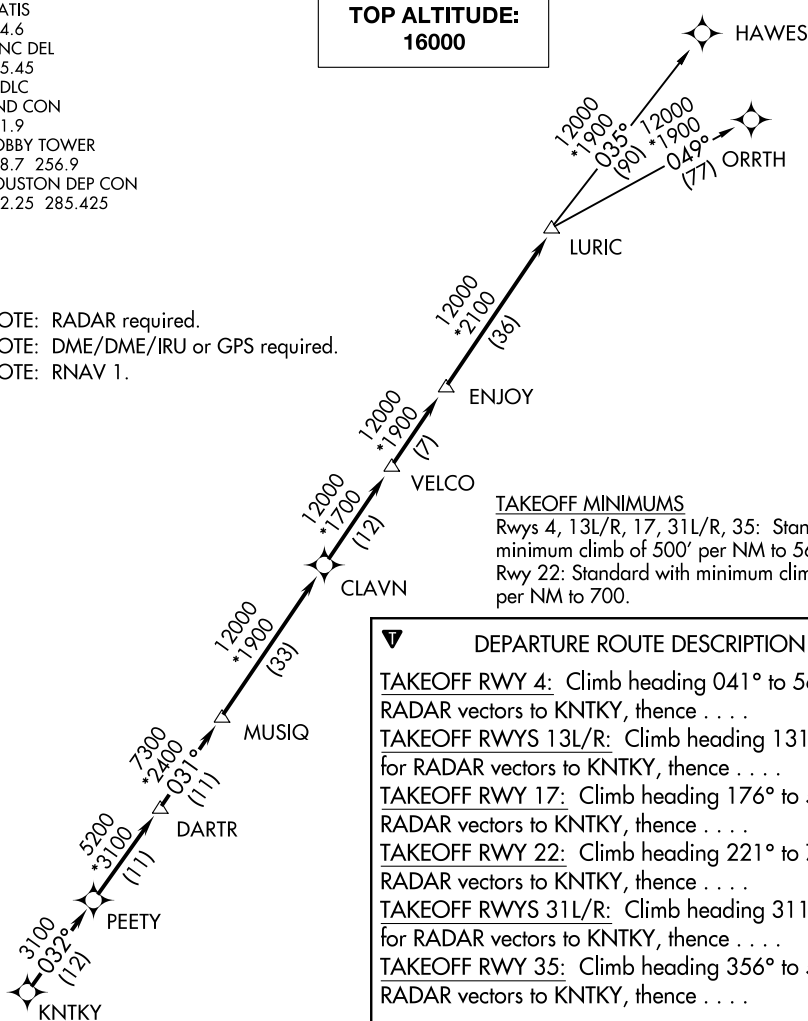 ATIS
4.6
NC DEL
5.45
DLC
ND CON
1.9
OBBY TOWER
8.7 256.9
OUSTON DEP CON
2.25 285.425
TOP ALTITUDE:
16000
HAWES
12000
*1900
035°
(90)
12000
*1900
049°
(77)
ORRTH
LURIC
12000
*2100
(36)
OTE: RADAR required.
OTE: DME/DME/IRU or GPS required.
OTE: RNAV 1.
ENJOY
12000
*1900
(7)
VELCO
12000
*1700
(12)
CLAVN
TAKEOFF MINIMUMS
Rwys 4, 13L/R, 17, 31L/R, 35: Stan
minimum climb of 500' per NM to 56
Rwy 22: Standard with minimum clim
per NM to 700.
12000
*1900
(33)
MUSIQ
7300
*2400
031°
(11)
DARTR
5200
*3100
(11)
PEETY
3100
032°
(12)
KNTKY
T
DEPARTURE ROUTE DESCRIPTION
TAKEOFF RWY 4: Climb heading 041° to 56
RADAR vectors to KNTKY, thence . . . .
TAKEOFF RWYS 13L/R: Climb heading 131
for RADAR vectors to KNTKY, thence . . . .
TAKEOFF RWY 17: Climb heading 176° to
RADAR vectors to KNTKY, thence . . . .
TAKEOFF RWY 22: Climb heading 221° to
RADAR vectors to KNTKY, thence . . . .
TAKEOFF RWYS 31L/R: Climb heading 311
for RADAR vectors to KNTKY, thence . . . .
TAKEOFF RWY 35: Climb heading 356° to
RADAR vectors to KNTKY, thence . . . .